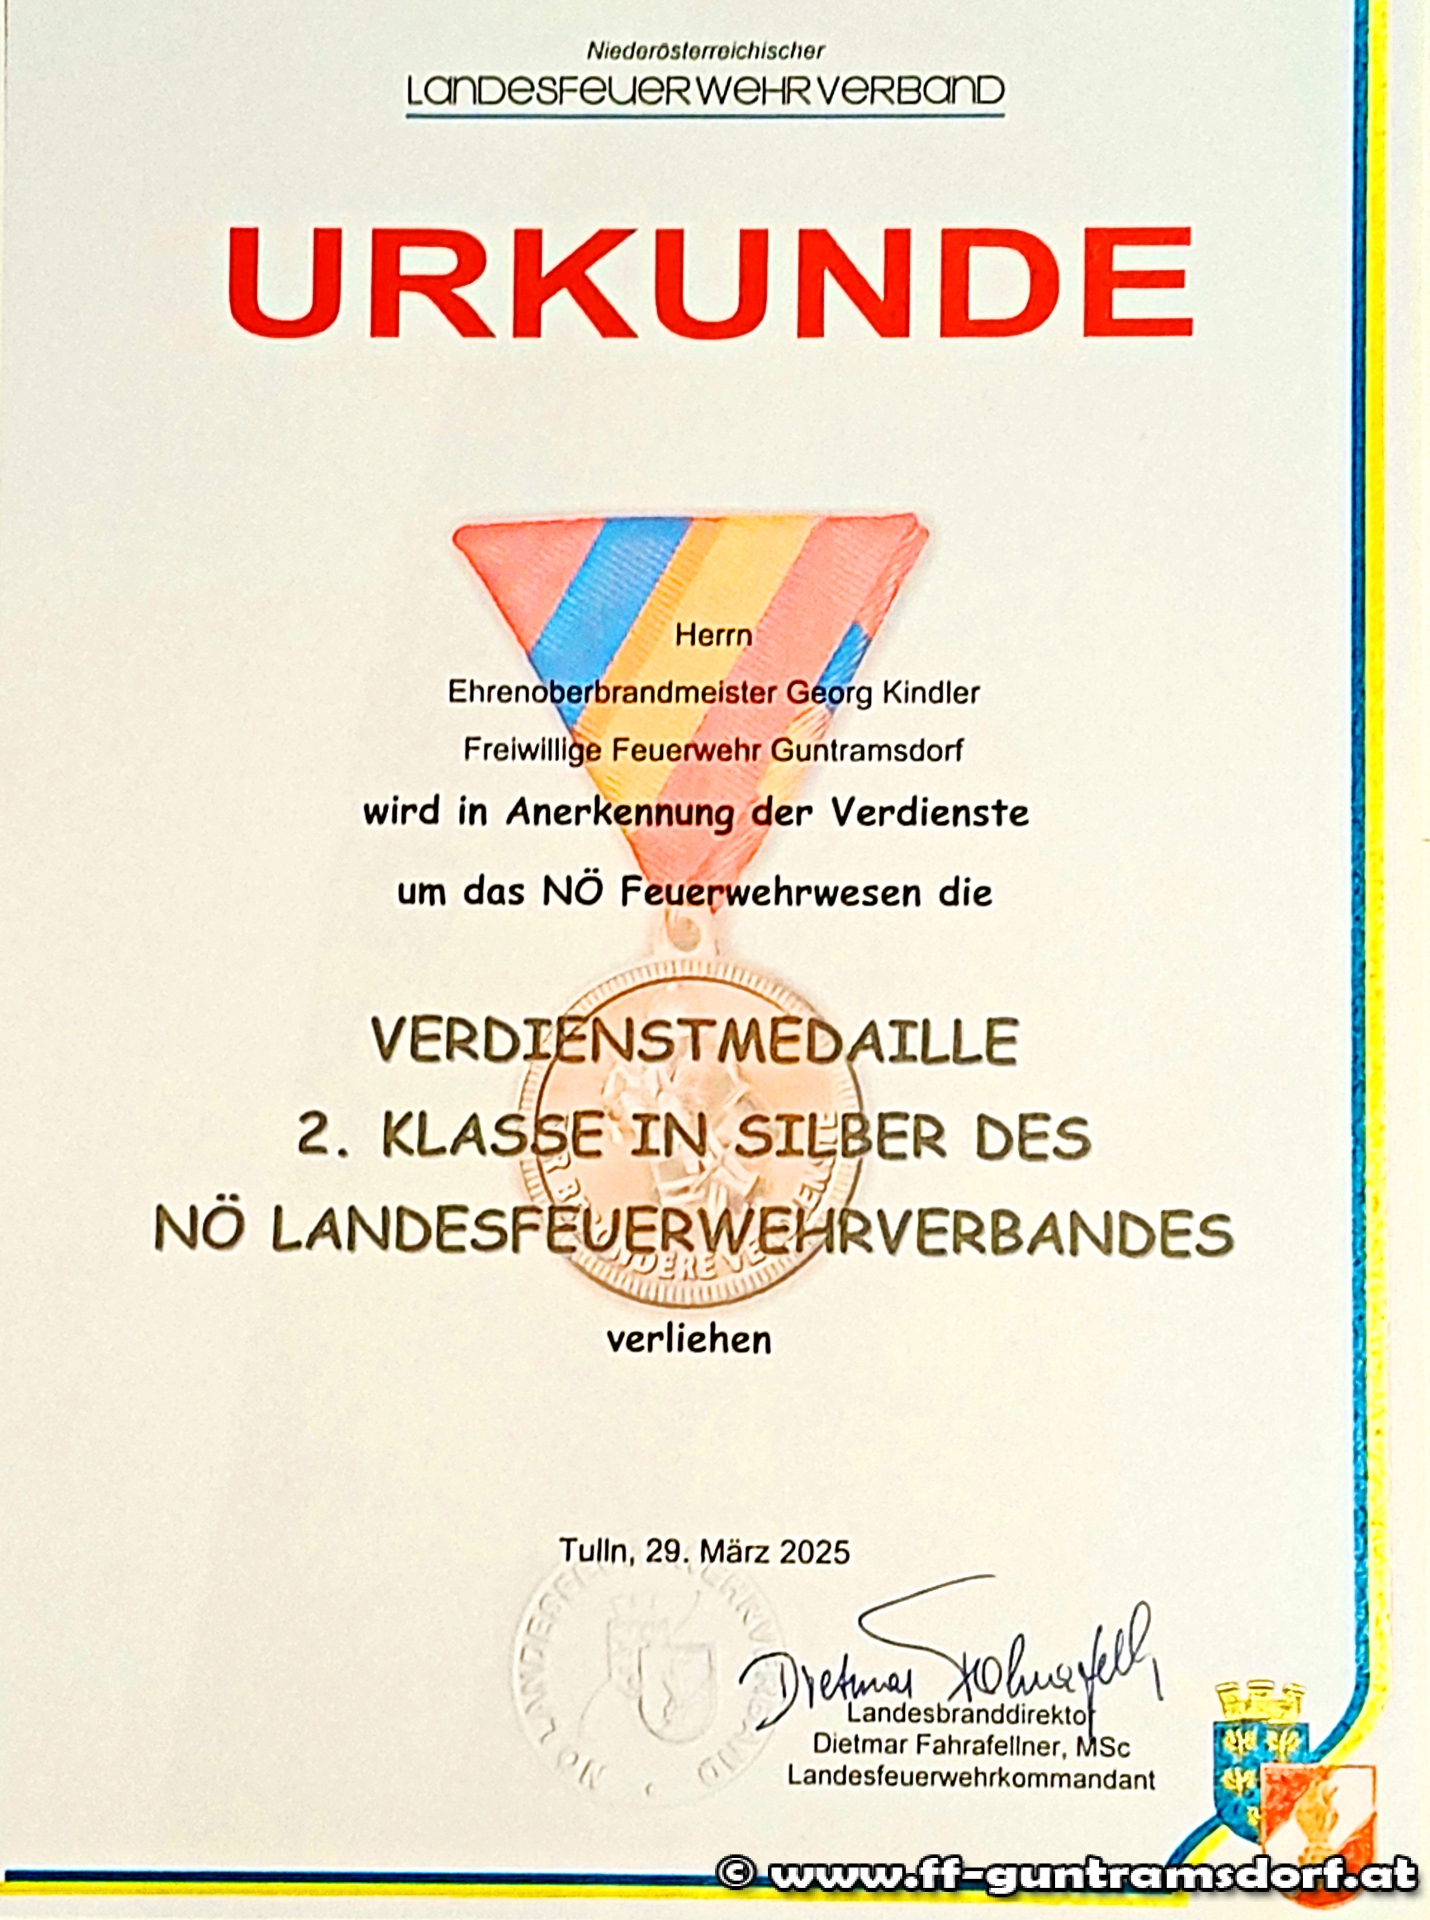 Niederösterreichischer
LANDESFEUERWEHRVERBAND
URKUNDE
Herrn
Ehrenoberbrandmeister Georg Kindler
Freiwillige Feuerwehr Guntramsdorf
wird in Anerkennung der Verdienste
um das NÖ Feuerwehrwesen die
VERDIENSTMEDAILLE
2. KLASSE IN SILBER DES
NÖ LANDESFEUERWEHRVERBANDES
verliehen
Tulln, 29. März 2025
NÖ LANDESFEUERWEHRVERBAND
Landesbranddirektor
Dietmar Fahrafellner, MSc
Landesfeuerwehrkommandant
© www.ff-guntramsdorf.at